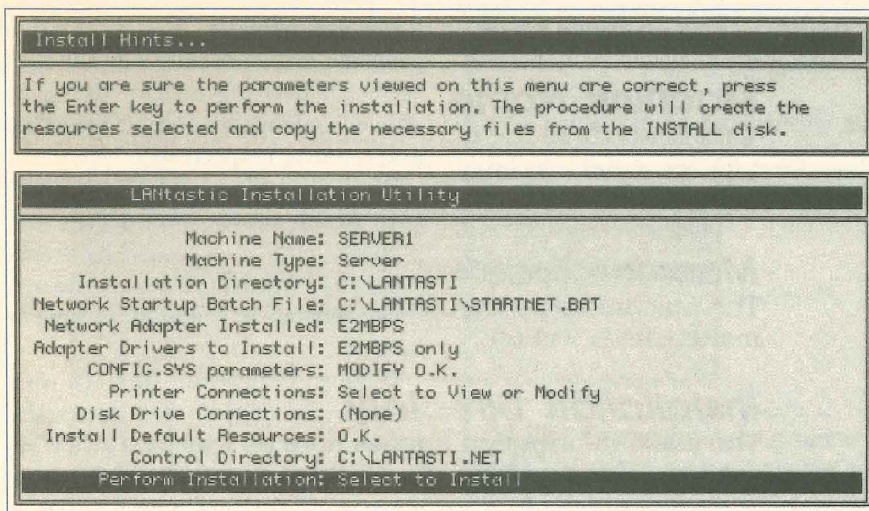 Install Hints...
If you are sure the parameters viewed on this menu are correct, press
the Enter key to perform the installation. The procedure will create the
resources selected and copy the necessary files from the INSTALL disk.
LANtastic Installation Utility
Machine Name: SERVER1
Machine Type: Server
Installation Directory: C:\LANTASTI
Network Startup Batch File: C:\LANTASTI\STARTNET.BAT
Network Adapter Installed: E2MBPS
Adapter Drivers to Install: E2MBPS only
CONFIG.SYS parameters: MODIFY O.K.
Printer Connections: Select to View or Modify
Disk Drive Connections: (None)
Install Default Resources: O.K.
Control Directory: C:\LANTASTI.NET
Perform Installation: Select to Install